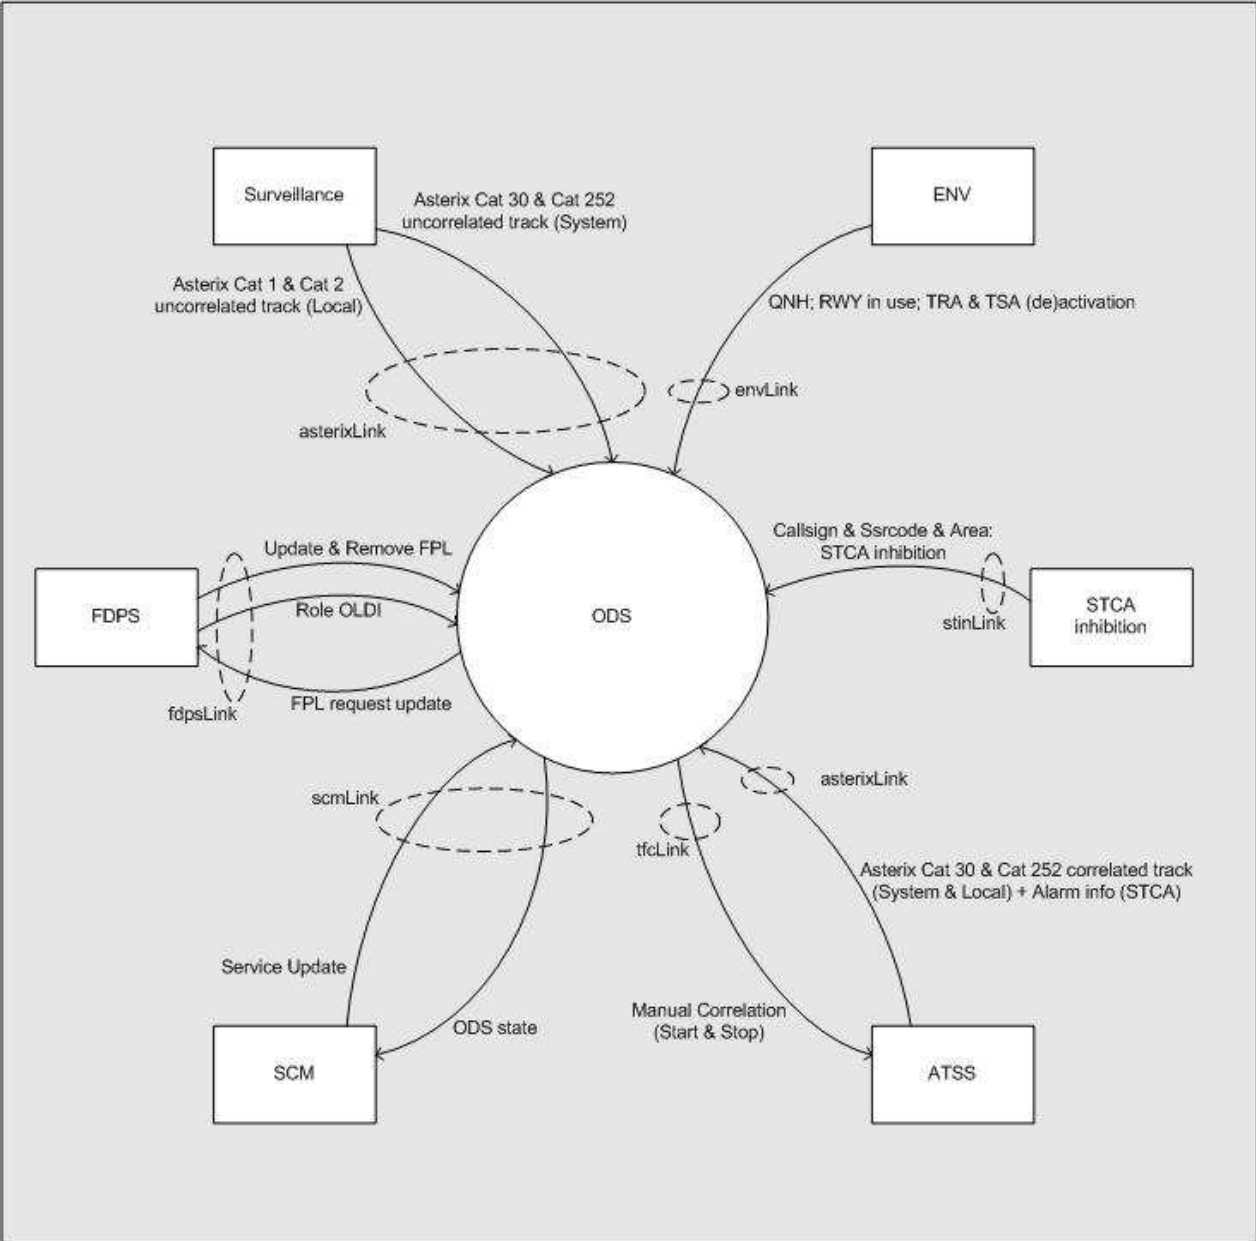 Surveillance
Asterix Cat 30 & Cat 252
uncorrelated track (System)
ENV
Asterix Cat 1 & Cat 2
uncorrelated track (Local)
QNH; RWY in use; TRA & TSA (de)activation
envLink
asterixLink
Callsign & Ssrcode & Area:
STCA inhibition
Update & Remove FPL
Role OLDI
FDPS
ODS
STCA
inhibition
stinLink
FPL request update
fdpsLink
scmLink
asterixLink
tfcLink
Asterix Cat 30 & Cat 252 correlated track
(System & Local) + Alarm info (STCA)
Service Update
Manual Correlation
(Start & Stop)
ODS state
SCM
ATSS